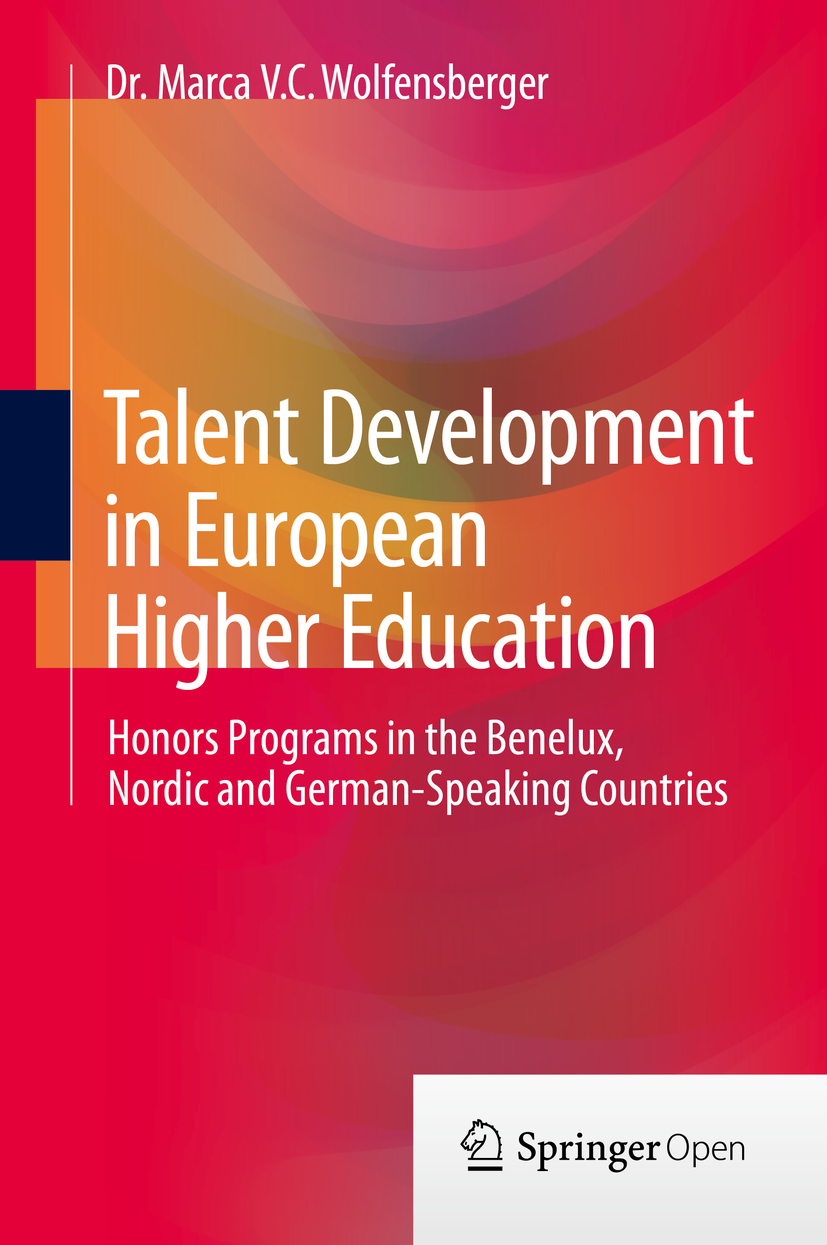 Dr. Marca V.C. Wolfensberger
Talent Development
in European
Higher Education
Honors Programs in the Benelux,
Nordic and German-Speaking Countries
Springer Open